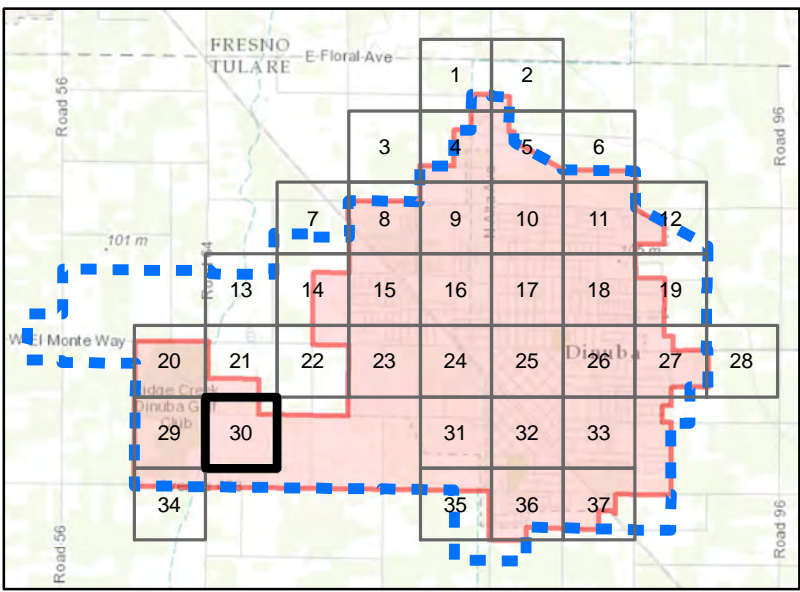 FRESNO
TULARE
E Floral Ave
1 2
Road 56
Road 96
3 4 5 6
7 8 9 10 11 12
101 m
13 14 15 16 17 18 19
W El Monte Way
Dinuba
20 21 22 23 24 25 26 27 28
Ridge Creek
Dinuba Golf
Club
29 30 31 32 33
34 35 36 37
Road 56
Road 96